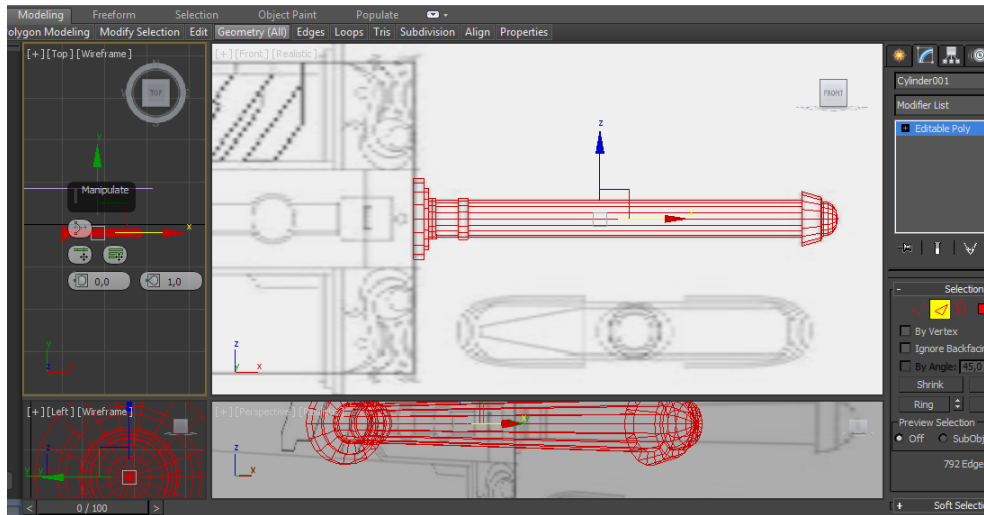 Modeling Freeform Selection Object Paint Populate
olygon Modeling Modify Selection Edit Geometry (All) Edges Loops Tris Subdivision Align Properties
[+] [Top] [Wireframe]
[+] [Front] [Realistic]
TOP
FRONT
Cylinder001
Modifier List
Editable Poly
z
y
Manipulate
x
0,0
1,0
Selection
By Vertex
Ignore Backfacin
By Angle: 45,0
Shrink
Ring
Preview Selection
Off SubObj
792 Edge
Soft Selectio
y
z
x
z
x
[+] [Left] [Wireframe]
[+] [Perspective]
z
y
z
x
< 0 / 100 >